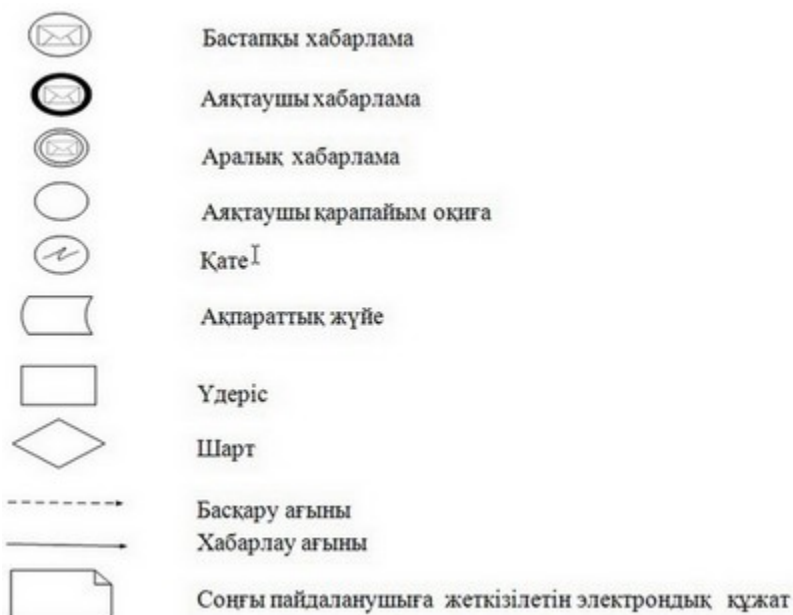 Бастапқы хабарлама
Аяқтаушы хабарлама
Аралық хабарлама
Аяқтаушы қарапайым оқиға
Қате
Ақпараттық жүйе
Үдеріс
Шарт
Басқару ағыны
Хабарлау ағыны
Соңғы пайдаланушыға жеткізілетін электрондық құжат